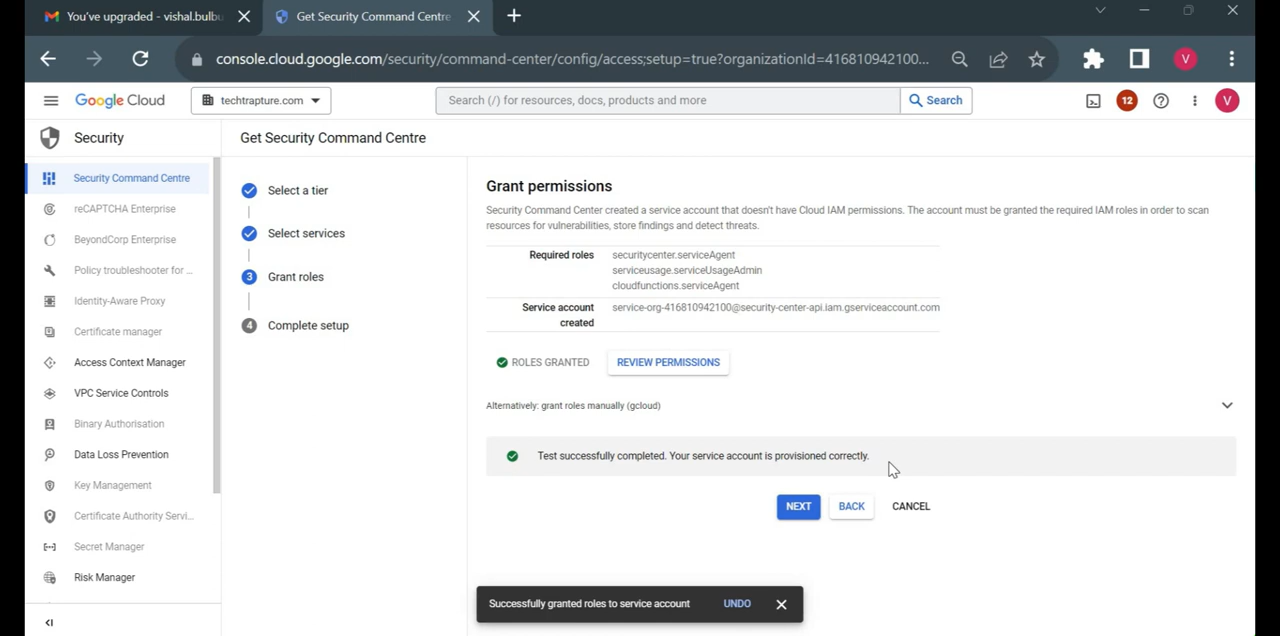 You've upgraded - vishal.bulbu
Get Security Command Centre
console.cloud.google.com/security/command-center/config/access;setup=true?organizationId=416810942100...
V
Google Cloud
techtrapture.com
Search (/) for resources, docs, products and more
Search
12
V
Security
Get Security Command Centre
Security Command Centre
reCAPTCHA Enterprise
BeyondCorp Enterprise
Policy troubleshooter for ...
Identity-Aware Proxy
Certificate manager
Access Context Manager
VPC Service Controls
Binary Authorisation
Data Loss Prevention
Key Management
Certificate Authority Servi...
Secret Manager
Risk Manager
Select a tier
Select services
3 Grant roles
4 Complete setup
Grant permissions
Security Command Center created a service account that doesn't have Cloud IAM permissions. The account must be granted the required IAM roles in order to scan
resources for vulnerabilities, store findings and detect threats.
Required roles securitycenter.serviceAgent
serviceusage.serviceUsageAdmin
cloudfunctions.serviceAgent
Service account service-org-416810942100@security-center-api.iam.gserviceaccount.com
created
ROLES GRANTED REVIEW PERMISSIONS
Alternatively: grant roles manually (gcloud)
Test successfully completed. Your service account is provisioned correctly.
NEXT BACK CANCEL
Successfully granted roles to service account UNDO